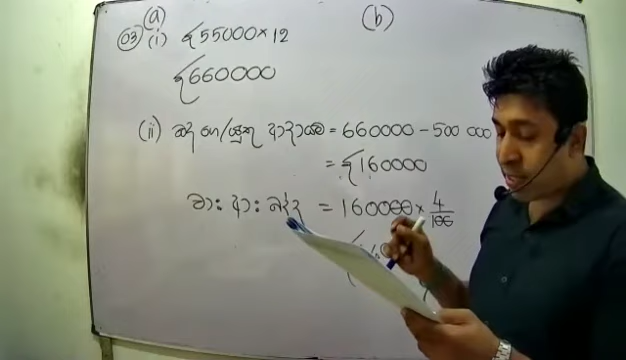 (a) (b)
03) (i) රු 55000 × 12
රු 660000
(ii) බදු ගෙ/යුතු ආදායම = 660000 - 500 000
= රු 160000
වා: ආ: බද්ද = 160000 × 4/100